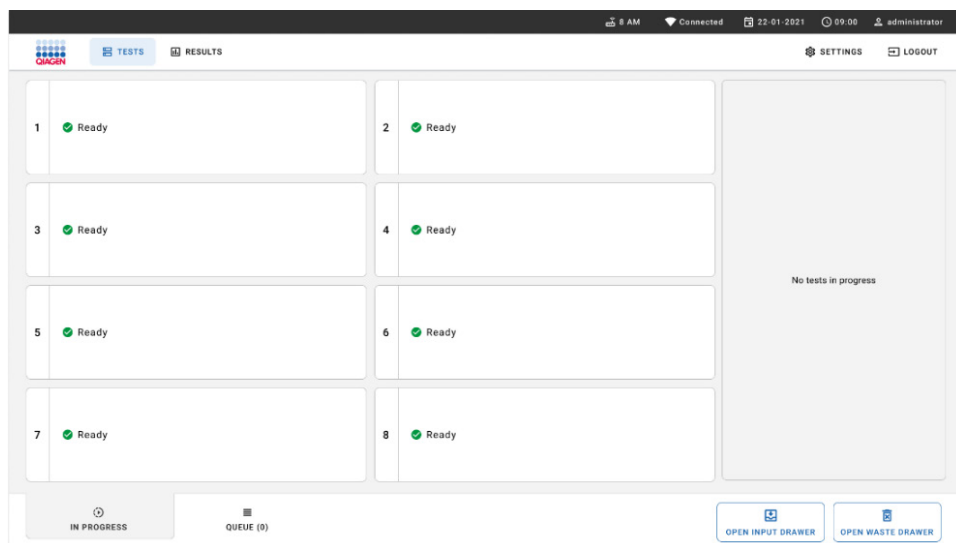 8 AM Connected 22-01-2021 09:00 administrator
QIAGEN TESTS RESULTS SETTINGS LOGOUT
1 Ready 2 Ready
3 Ready 4 Ready
No tests in progress
5 Ready 6 Ready
7 Ready 8 Ready
IN PROGRESS QUEUE (0) OPEN INPUT DRAWER OPEN WASTE DRAWER